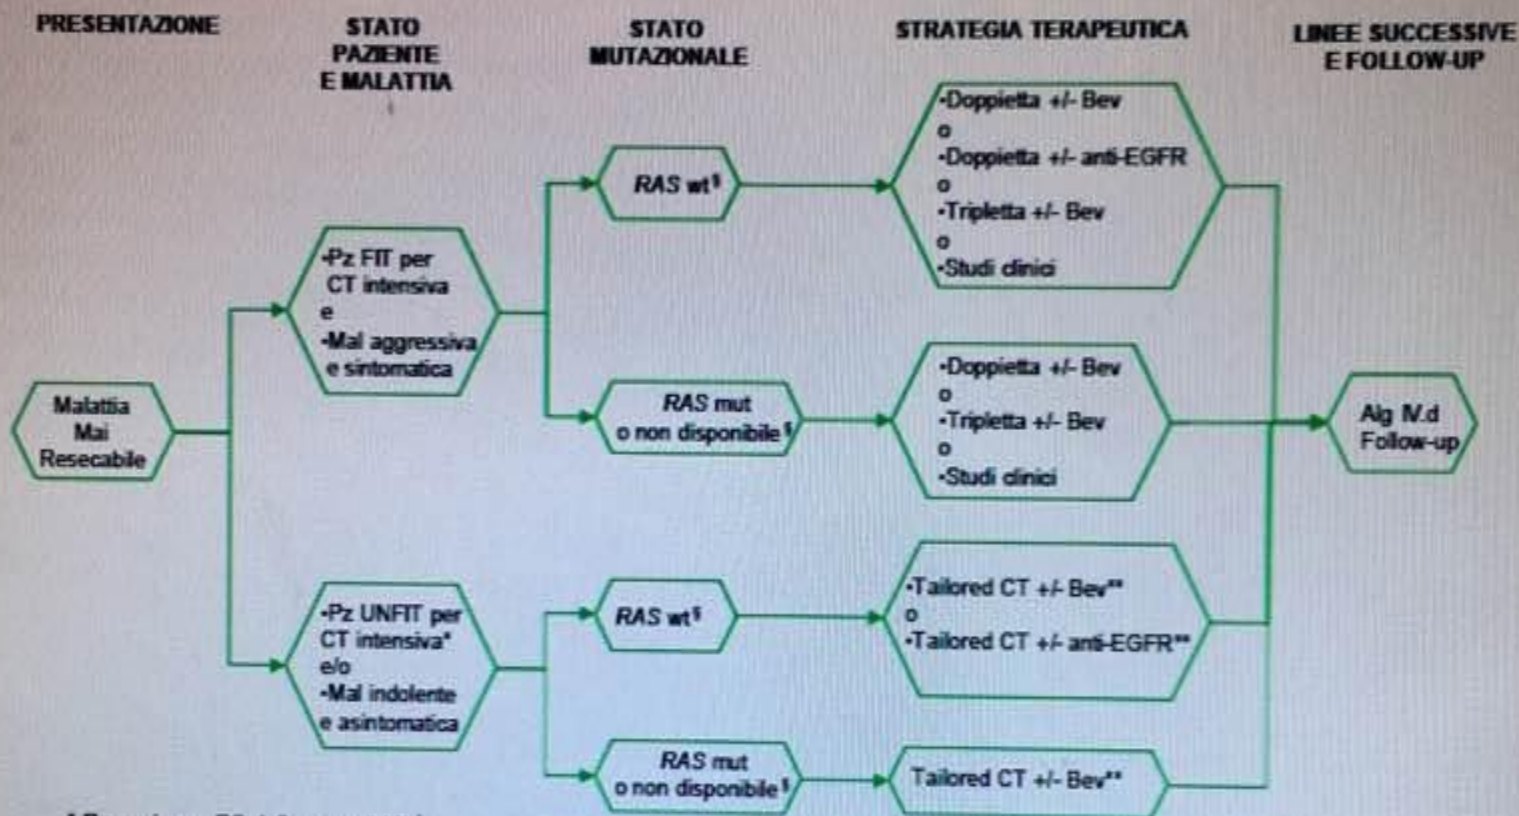 PRESENTAZIONE
STATO
PAZIENTE
E MALATTIA
STATO
MUTAZIONALE
STRATEGIA TERAPEUTICA
LINEE SUCCESSIVE
E FOLLOW-UP
Malattia
Mai
Resecabile
•Pz FIT per
CT intensiva
e
•Mal aggressiva
e sintomatica
•Pz UNFIT per
CT intensiva*
e/o
•Mal indolente
e asintomatica
RAS wt§
RAS mut
o non disponibile§
RAS wt§
RAS mut
o non disponibile§
•Doppietta +/- Bev
o
•Doppietta +/- anti-EGFR
o
•Tripletta +/- Bev
o
•Studi clinici
•Doppietta +/- Bev
o
•Tripletta +/- Bev
o
•Studi clinici
•Tailored CT +/- Bev**
o
•Tailored CT +/- anti-EGFR**
Tailored CT +/- Bev**
Alg IV.d
Follow-up